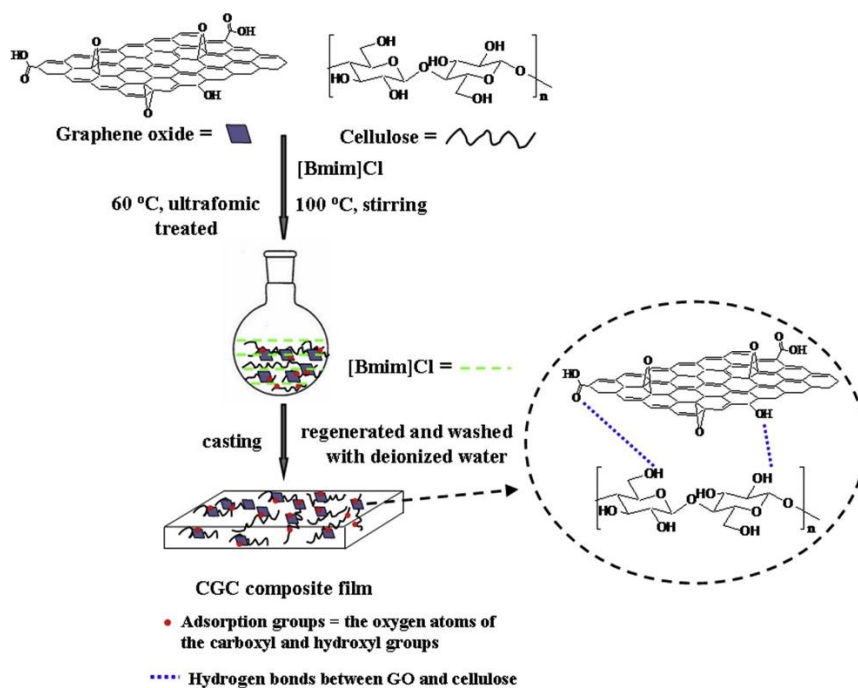 O
O
OH
O
HO
O
OH
O
OH
HO
OH
O
HO
O
O
OH
HO
O
O
OH
n
Graphene oxide =
Cellulose =
[Bmim]Cl
60 °C, ultrafomic
treated
100 °C, stirring
[Bmim]Cl =
casting
regenerated and washed
with deionized water
O
OH
O
O
HO
O
OH
O
OH
OH
O
HO
OH
O
HO
O
O
OH
n
CGC composite film
Adsorption groups = the oxygen atoms of
the carboxyl and hydroxyl groups
Hydrogen bonds between GO and cellulose